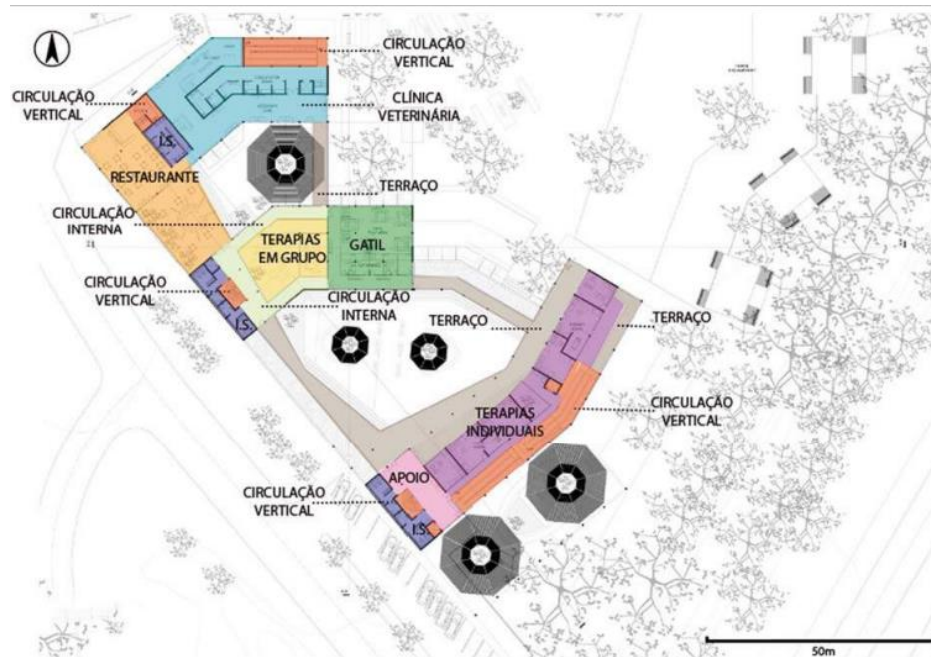 CIRCULAÇÃO
VERTICAL
CIRCULAÇÃO
VERTICAL
CLÍNICA
VETERINÁRIA
I.S.
RESTAURANTE
TERRAÇO
CIRCULAÇÃO
INTERNA
TERAPIAS
EM GRUPO
GATIL
CIRCULAÇÃO
VERTICAL
I.S.
CIRCULAÇÃO
INTERNA
TERRAÇO
TERRAÇO
TERAPIAS
INDIVIDUAIS
CIRCULAÇÃO
VERTICAL
APOIO
CIRCULAÇÃO
VERTICAL
I.S.
50m